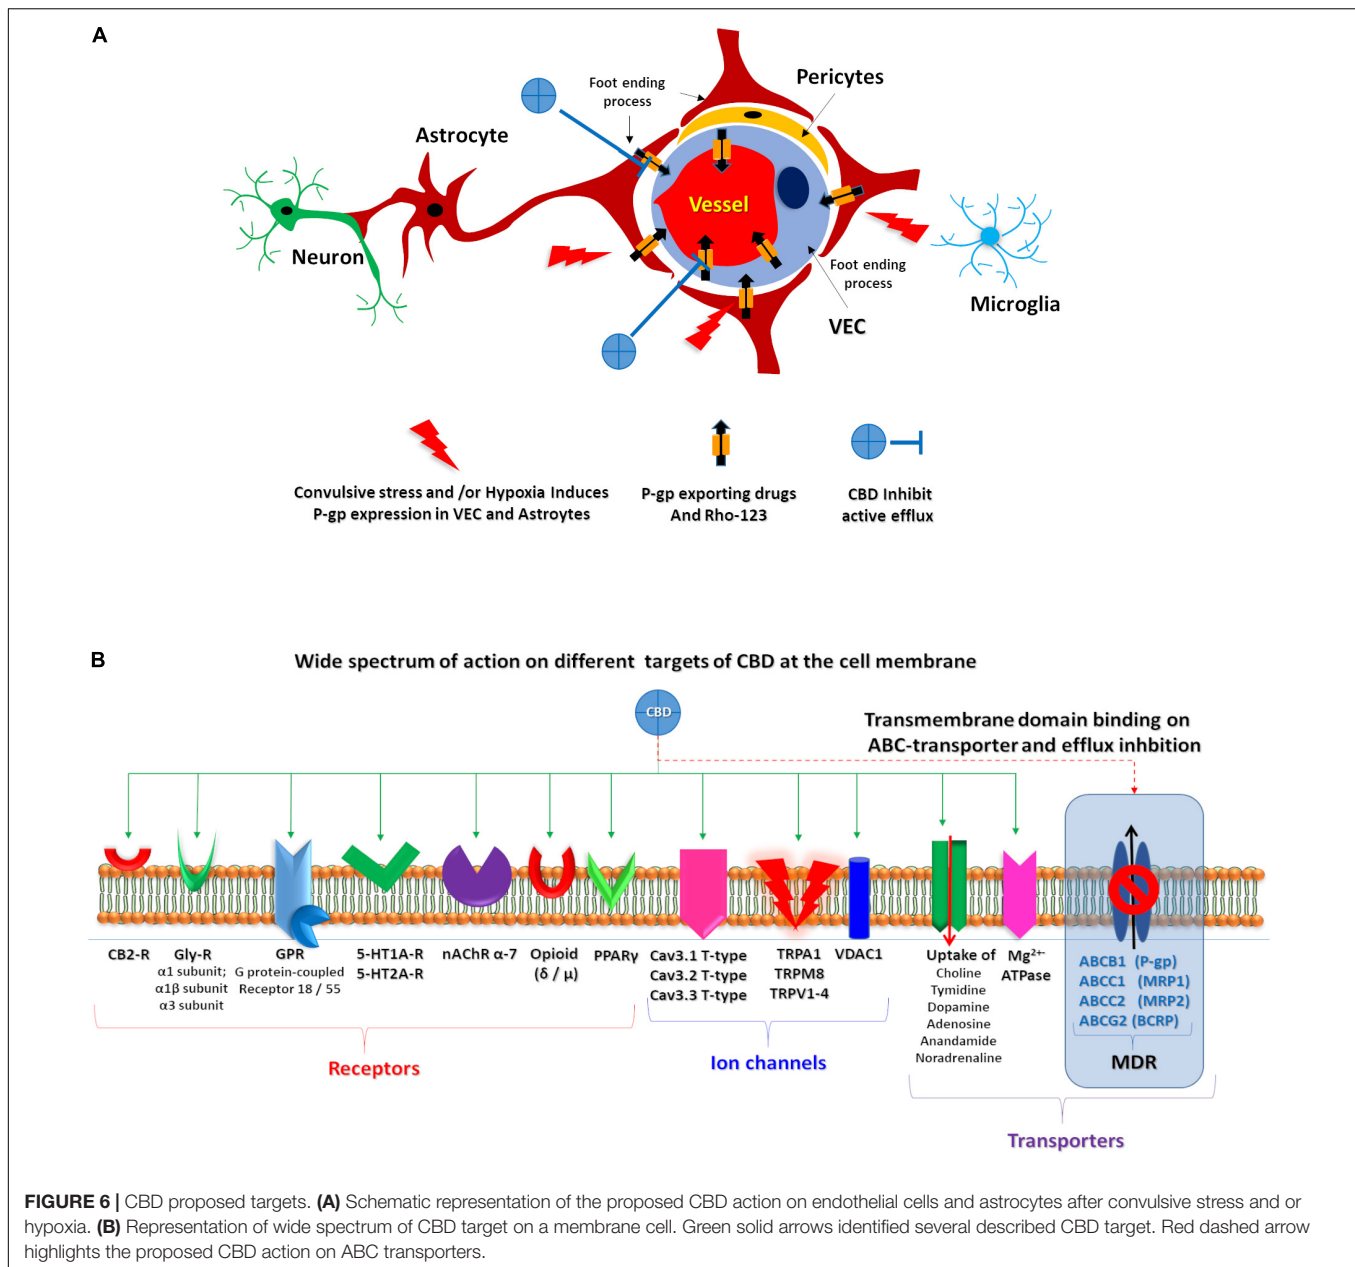 A
Foot ending
process
Pericytes
Astrocyte
Vessel
Neuron
Foot ending
process
VEC
Microglia
Convulsive stress and /or Hypoxia Induces
P-gp expression in VEC and Astroytes
P-gp exporting drugs
And Rho-123
CBD Inhibit
active efflux
B
Wide spectrum of action on different targets of CBD at the cell membrane
CBD
Transmembrane domain binding on
ABC-transporter and efflux inhbition
CB2-R
Gly-R
α1 subunit;
α1β subunit
α3 subunit
GPR
G protein-coupled
Receptor 18 / 55
5-HT1A-R
5-HT2A-R
nAChR α-7
Opioid
(δ / μ)
PPARγ
Cav3.1 T-type
Cav3.2 T-type
Cav3.3 T-type
TRPA1
TRPM8
TRPV1-4
VDAC1
Uptake of
Choline
Tymidine
Dopamine
Adenosine
Anandamide
Noradrenaline
Mg²⁺-
ATPase
ABCB1 (P-gp)
ABCC1 (MRP1)
ABCC2 (MRP2)
ABCG2 (BCRP)
MDR
Receptors
Ion channels
Transporters
FIGURE 6 | CBD proposed targets. (A) Schematic representation of the proposed CBD action on endothelial cells and astrocytes after convulsive stress and or
hypoxia. (B) Representation of wide spectrum of CBD target on a membrane cell. Green solid arrows identified several described CBD target. Red dashed arrow
highlights the proposed CBD action on ABC transporters.